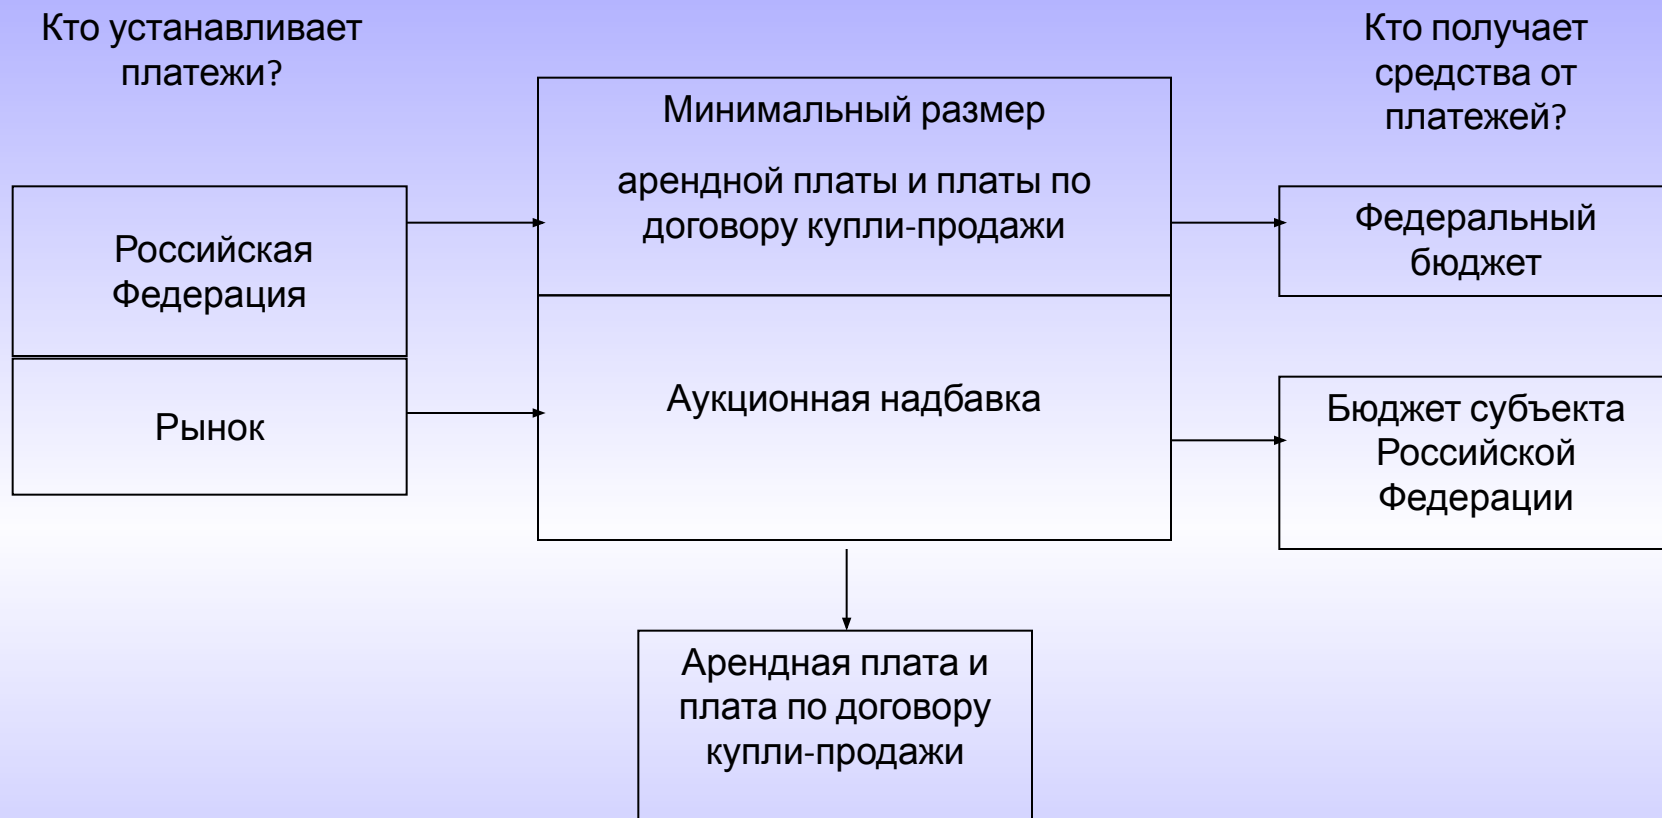 Кто устанавливает
платежи?
Кто получает
средства от
платежей?
Минимальный размер
арендной платы и платы по
договору купли-продажи
Российская
Федерация
Федеральный
бюджет
Рынок
Аукционная надбавка
Бюджет субъекта
Российской
Федерации
Арендная плата и
плата по договору
купли-продажи